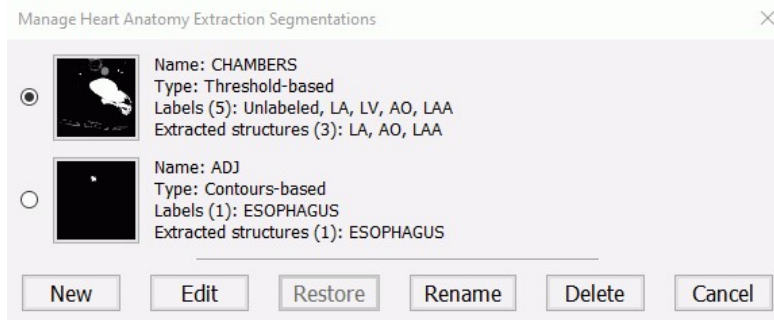 Manage Heart Anatomy Extraction Segmentations
Name: CHAMBERS
Type: Threshold-based
Labels (5): Unlabeled, LA, LV, AO, LAA
Extracted structures (3): LA, AO, LAA
Name: ADJ
Type: Contours-based
Labels (1): ESOPHAGUS
Extracted structures (1): ESOPHAGUS
New Edit Restore Rename Delete Cancel